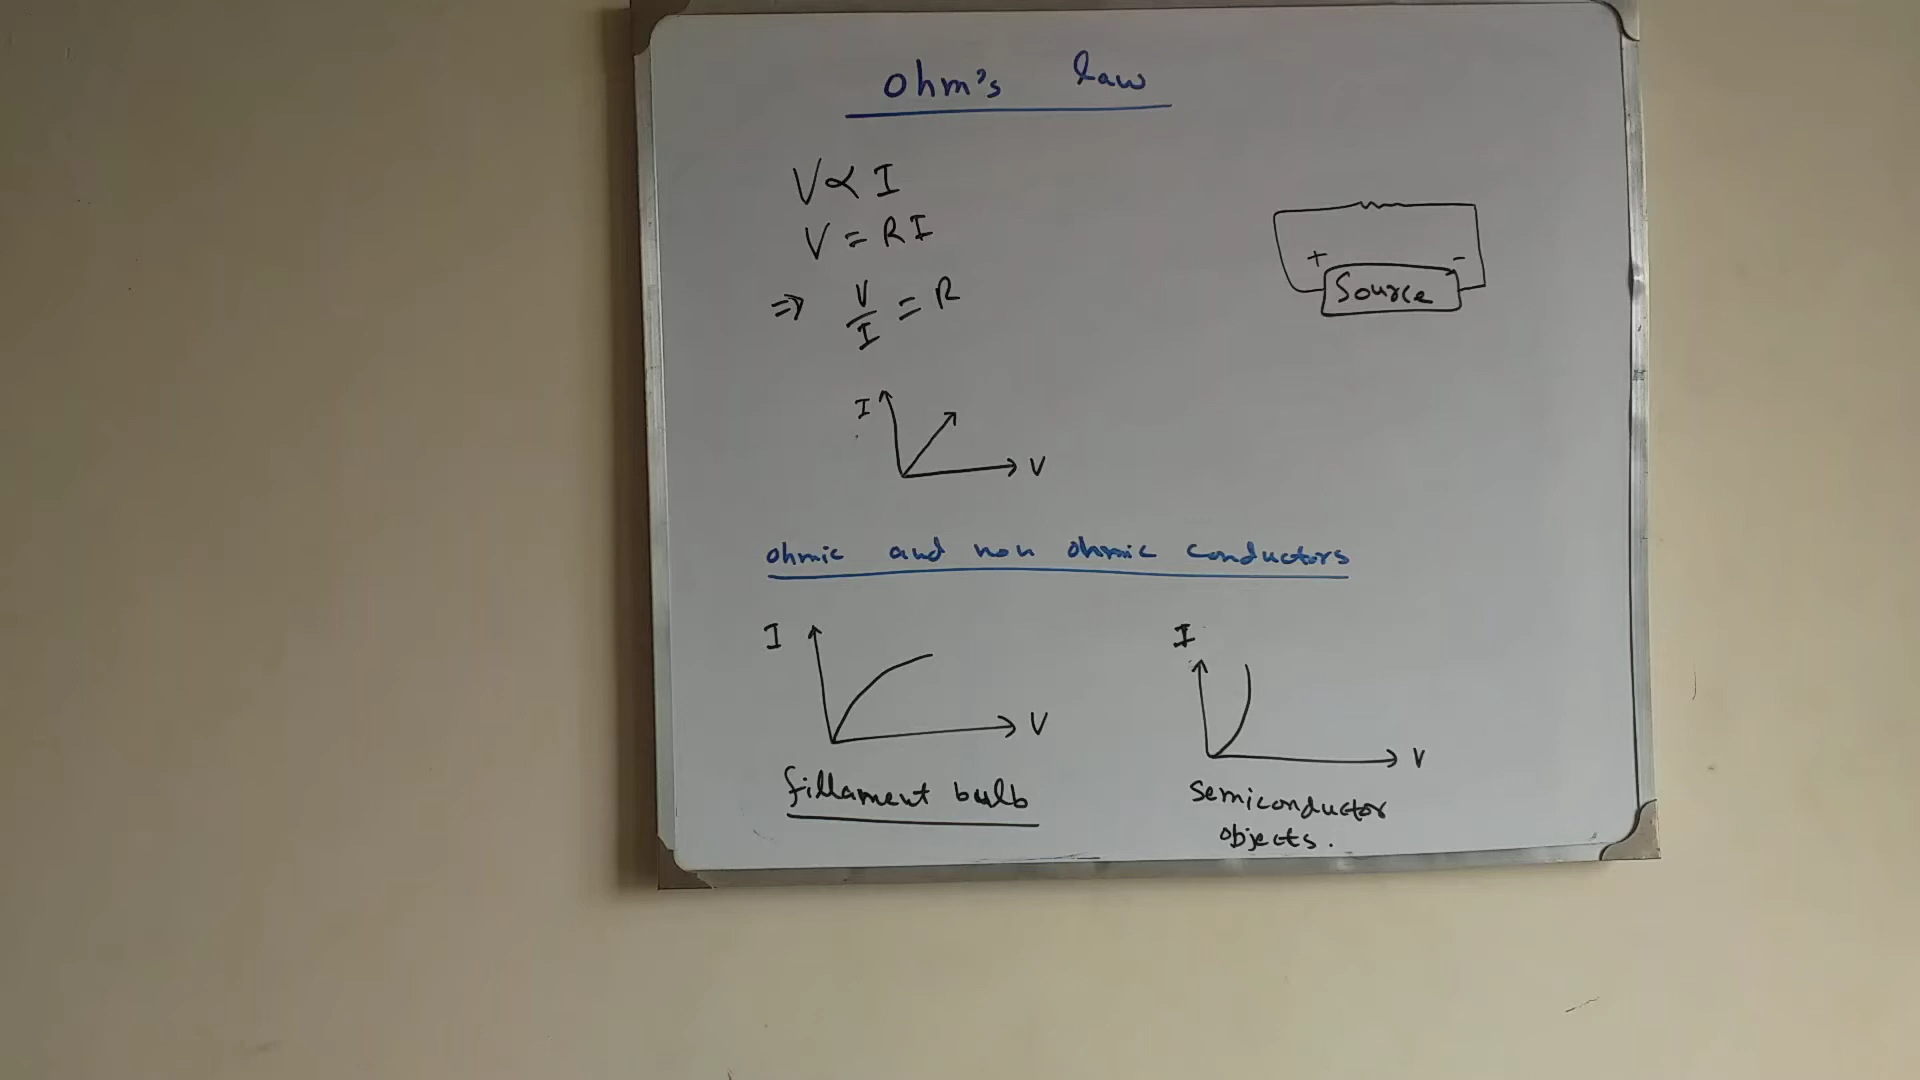 ohm's law
V ∝ I
V = RI
⇒ V/I = R
+ -
Source
I
V
ohmic and non ohmic conductors
I
V
fillament bulb
I
V
semiconductor
objects.